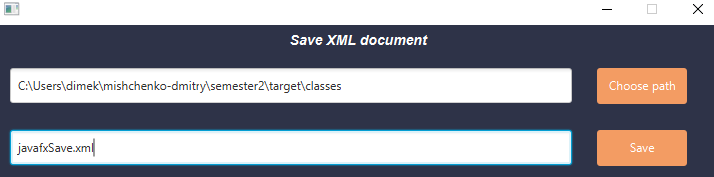 Save XML document
C:\Users\dimek\mishchenko-dmitry\semester2\target\classes
Choose path
javafxSave.xml
Save